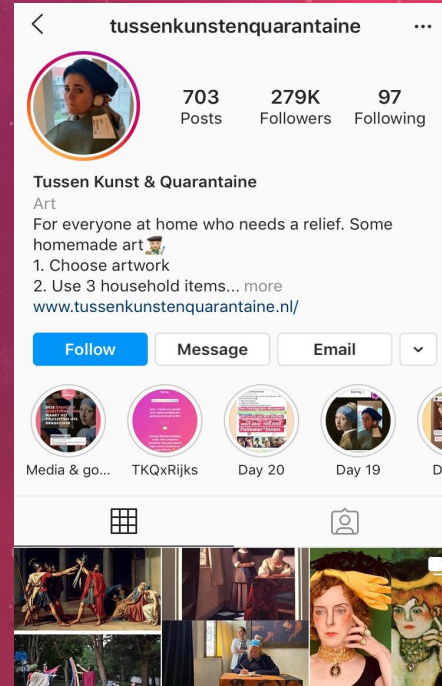 tussenkunstenquarantaine
703 279K 97
Posts Followers Following
Tussen Kunst & Quarantaine
Art
For everyone at home who needs a relief. Some
homemade art
1. Choose artwork
2. Use 3 household items... more
www.tussenkunstenquarantaine.nl/
Follow Message Email
Media & go... TKQxRijks Day 20 Day 19 D